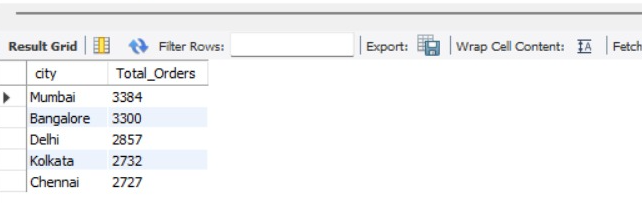 Result Grid Filter Rows: Export: Wrap Cell Content: Fetch
city Total_Orders
Mumbai 3384
Bangalore 3300
Delhi 2857
Kolkata 2732
Chennai 2727